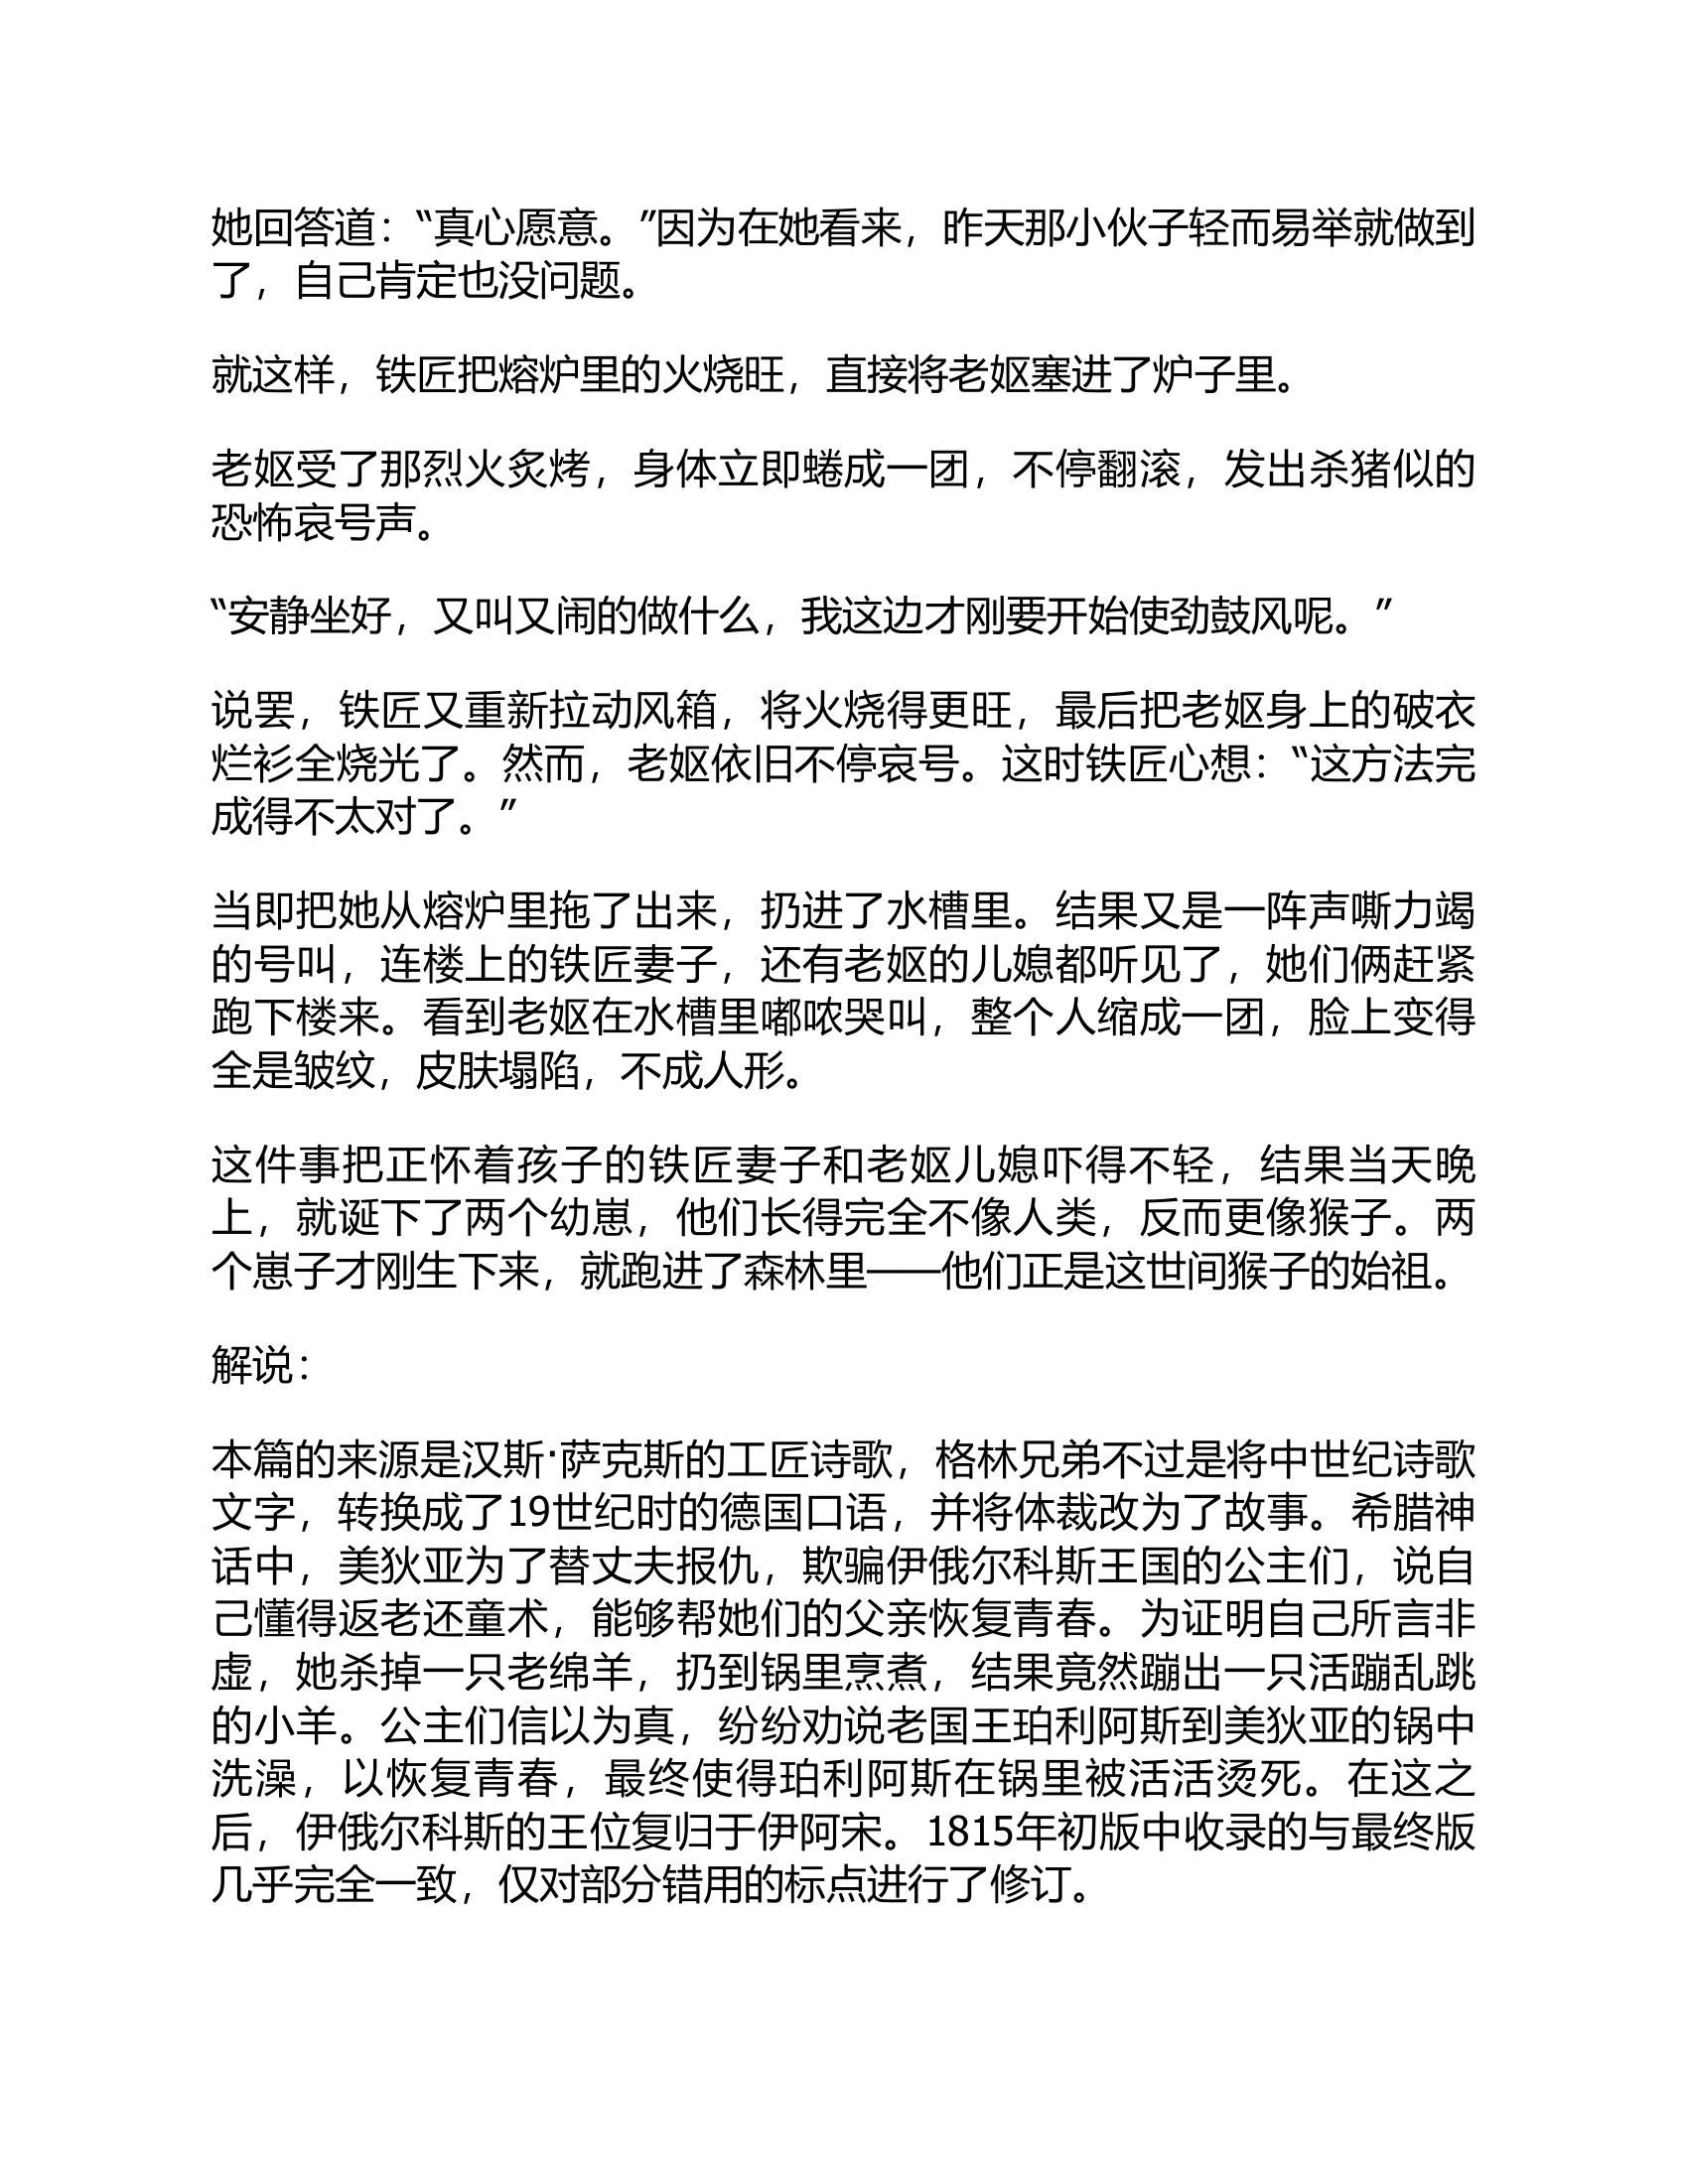 她回答道：“真心愿意。”因为在她看来，昨天那小伙子轻而易举就做到
了，自己肯定也没问题。
就这样，铁匠把熔炉里的火烧旺，直接将老妪塞进了炉子里。
老妪受了那烈火炙烤，身体立即蜷成一团，不停翻滚，发出杀猪似的
恐怖哀号声。
“安静坐好，又叫又闹的做什么，我这边才刚要开始使劲鼓风呢。”
说罢，铁匠又重新拉动风箱，将火烧得更旺，最后把老妪身上的破衣
烂衫全烧光了。然而，老妪依旧不停哀号。这时铁匠心想：“这方法完
成得不太对了。”
当即把她从熔炉里拖了出来，扔进了水槽里。结果又是一阵声嘶力竭
的号叫，连楼上的铁匠妻子，还有老妪的儿媳都听见了，她们俩赶紧
跑下楼来。看到老妪在水槽里嘟哝哭叫，整个人缩成一团，脸上变得
全是皱纹，皮肤塌陷，不成人形。
这件事把正怀着孩子的铁匠妻子和老妪儿媳吓得不轻，结果当天晚
上，就诞下了两个幼崽，他们长得完全不像人类，反而更像猴子。两
个崽子才刚生下来，就跑进了森林里——他们正是这世间猴子的始祖。
解说：
本篇的来源是汉斯·萨克斯的工匠诗歌，格林兄弟不过是将中世纪诗歌
文字，转换成了19世纪时的德国口语，并将体裁改为了故事。希腊神
话中，美狄亚为了替丈夫报仇，欺骗伊俄尔科斯王国的公主们，说自
己懂得返老还童术，能够帮她们的父亲恢复青春。为证明自己所言非
虚，她杀掉一只老绵羊，扔到锅里烹煮，结果竟然蹦出一只活蹦乱跳
的小羊。公主们信以为真，纷纷劝说老国王珀利阿斯到美狄亚的锅中
洗澡，以恢复青春，最终使得珀利阿斯在锅里被活活烫死。在这之
后，伊俄尔科斯的王位复归于伊阿宋。1815年初版中收录的与最终版
几乎完全一致，仅对部分错用的标点进行了修订。